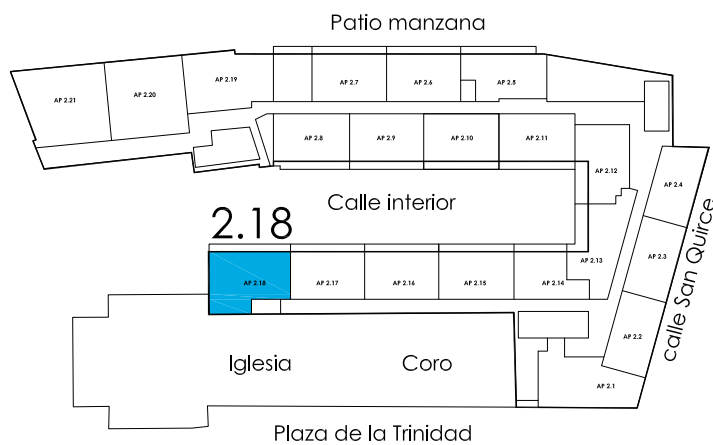 Patio manzana
AP 2.21
AP 2.20
AP 2.19
AP 2.7
AP 2.6
AP 2.5
AP 2.8
AP 2.9
AP 2.10
AP 2.11
AP 2.12
AP 2.4
Calle interior
2.18
AP 2.3
calle San Quirce
AP 2.13
AP 2.18
AP 2.17
AP 2.16
AP 2.15
AP 2.14
AP 2.2
Iglesia
Coro
AP 2.1
Plaza de la Trinidad